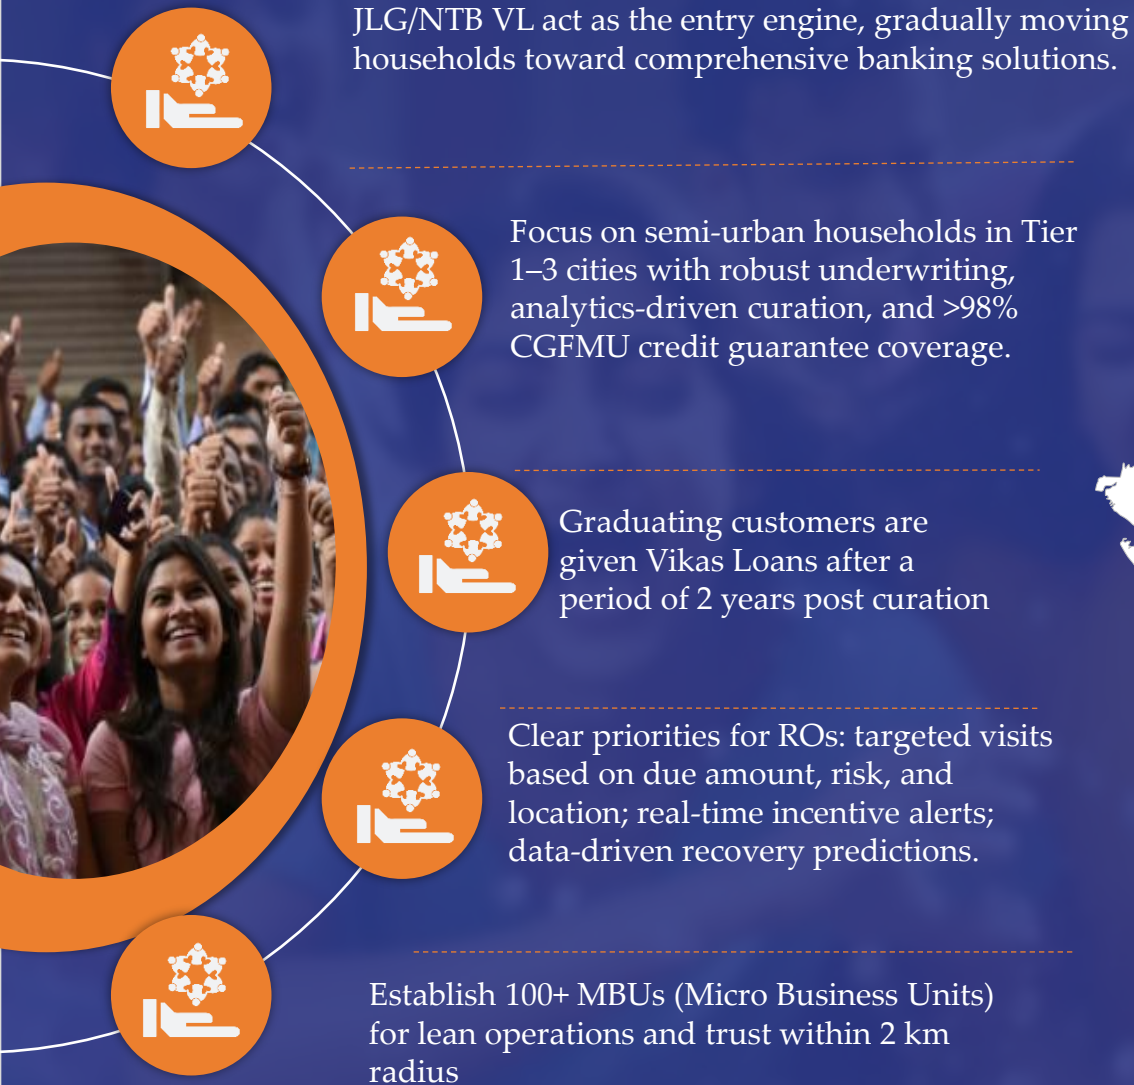 JLG/NTB VL act as the entry engine, gradually moving
households toward comprehensive banking solutions.
Focus on semi-urban households in Tier
1–3 cities with robust underwriting,
analytics-driven curation, and >98%
CGFMU credit guarantee coverage.
Graduating customers are
given Vikas Loans after a
period of 2 years post curation
Clear priorities for ROs: targeted visits
based on due amount, risk, and
location; real-time incentive alerts;
data-driven recovery predictions.
Establish 100+ MBUs (Micro Business Units)
for lean operations and trust within 2 km
radius